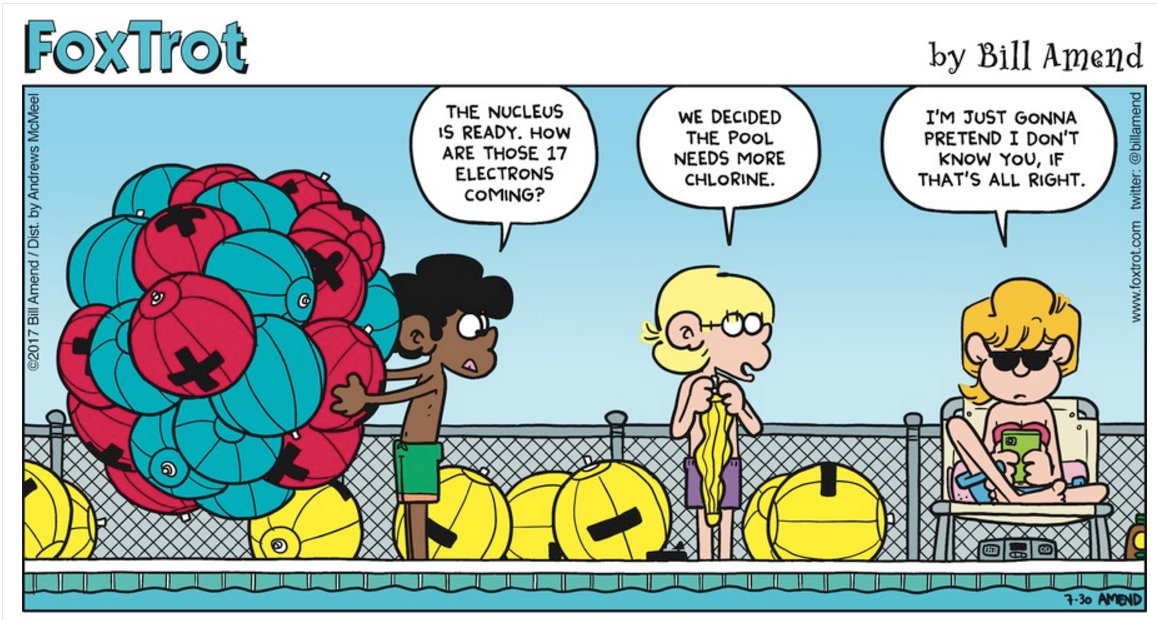 FoxTrot
by Bill Amend
©2017 Bill Amend / Dist. by Andrews McMeel
THE NUCLEUS
IS READY. HOW
ARE THOSE 17
ELECTRONS
COMING?
WE DECIDED
THE POOL
NEEDS MORE
CHLORINE.
I'M JUST GONNA
PRETEND I DON'T
KNOW YOU, IF
THAT'S ALL RIGHT.
www.foxtrot.com twitter: @billamend
7-30 AMEND